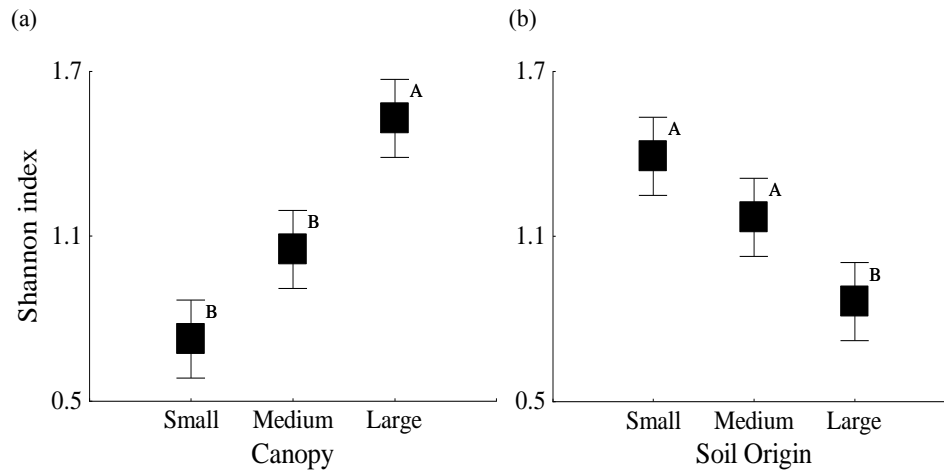 (a) (b)
1.7 1.7
A A
B A
1.1 1.1
B B
0.5 0.5
Shannon index
Small Medium Large Small Medium Large
Canopy Soil Origin